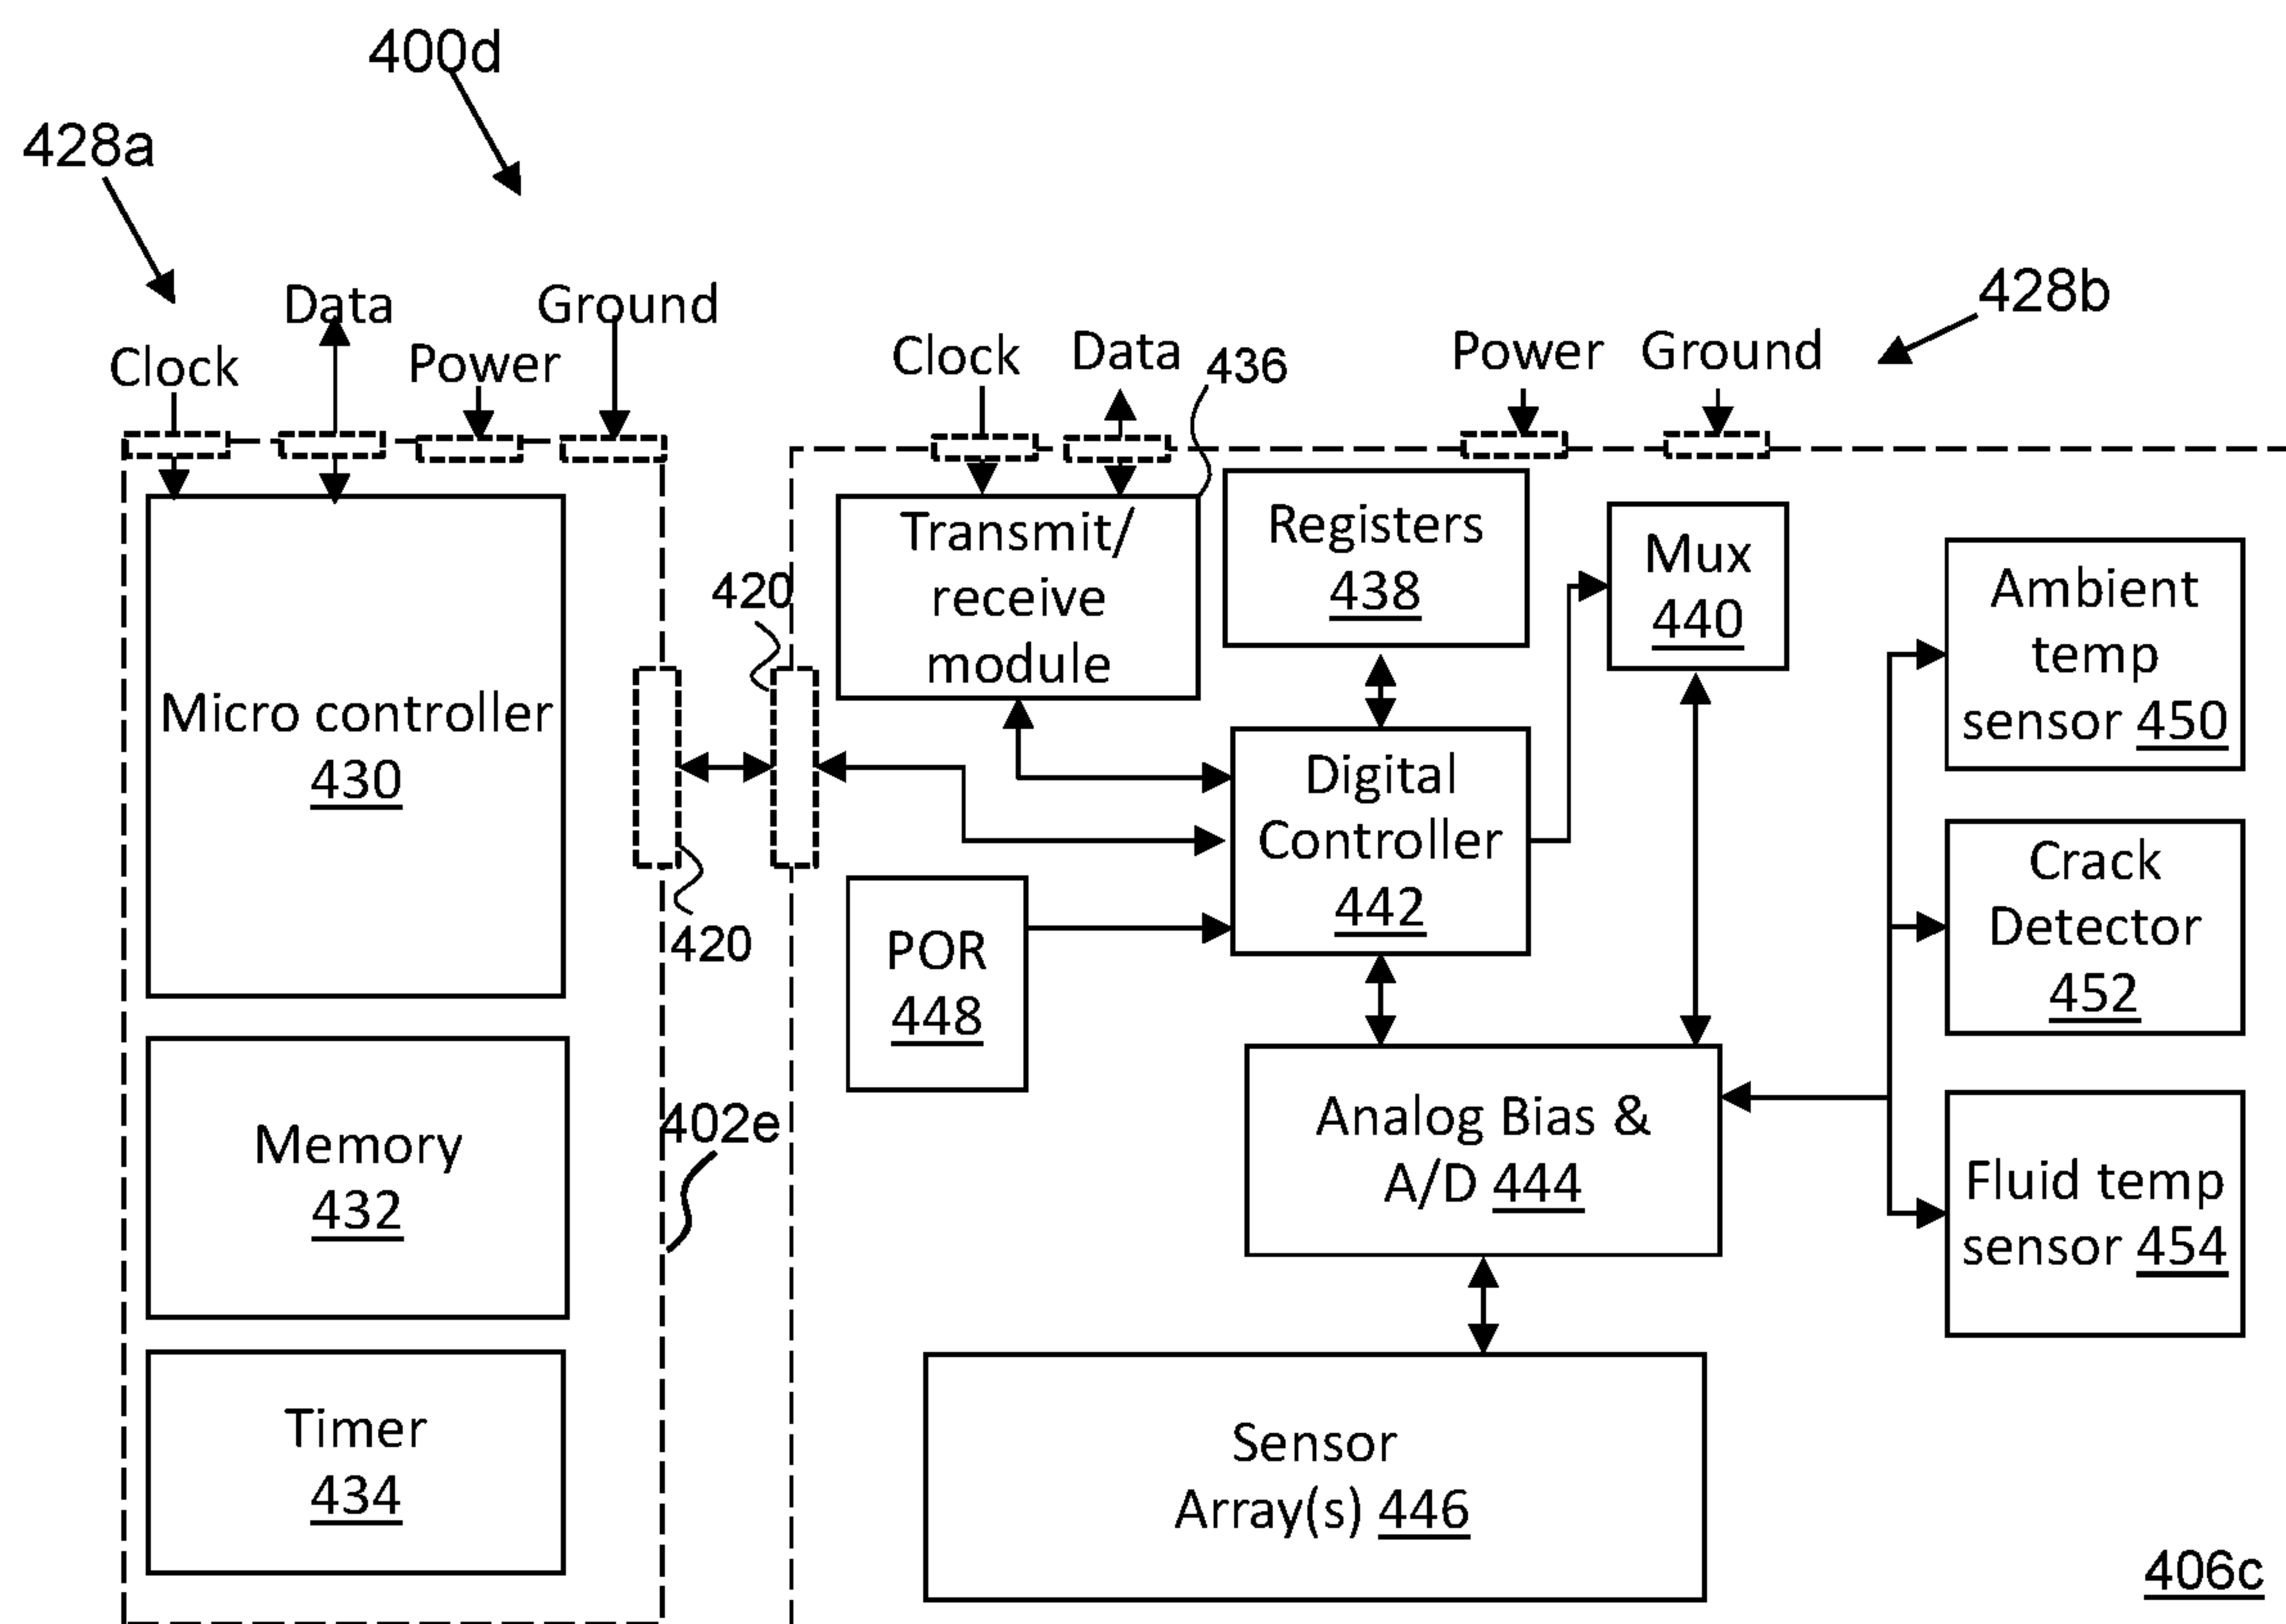 400d
428a
428b
Data
Ground
Clock
Power
Clock
Data
436
Power
Ground
Micro controller
430
Memory
432
Timer
434
420
420
402e
Transmit/
receive
module
Registers
438
Mux
440
Digital
Controller
442
POR
448
Analog Bias &
A/D 444
Sensor
Array(s) 446
Ambient
temp
sensor 450
Crack
Detector
452
Fluid temp
sensor 454
406c